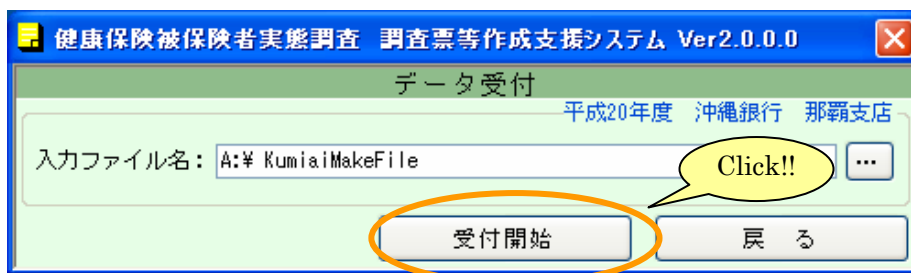 健康保険被保険者実態調査 調査票等作成支援システム Ver2.0.0.0
データ受付
平成20年度 沖縄銀行 那覇支店
入力ファイル名： A:¥ KumiaiMakeFile ...
Click!!
受付開始 戻 る